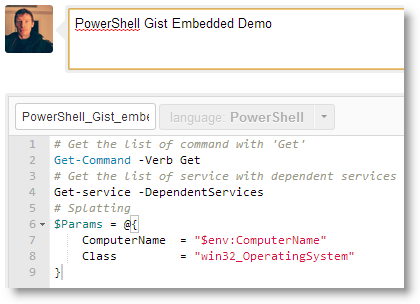 PowerShell Gist Embedded Demo
PowerShell_Gist_embe
language: PowerShell
1 # Get the list of command with 'Get'
2 Get-Command -Verb Get
3 # Get the list of service with dependent services
4 Get-service -DependentServices
5 # Splatting
6 $Params = @{
7 ComputerName = "$env:ComputerName"
8 Class = "win32_OperatingSystem"
9 }